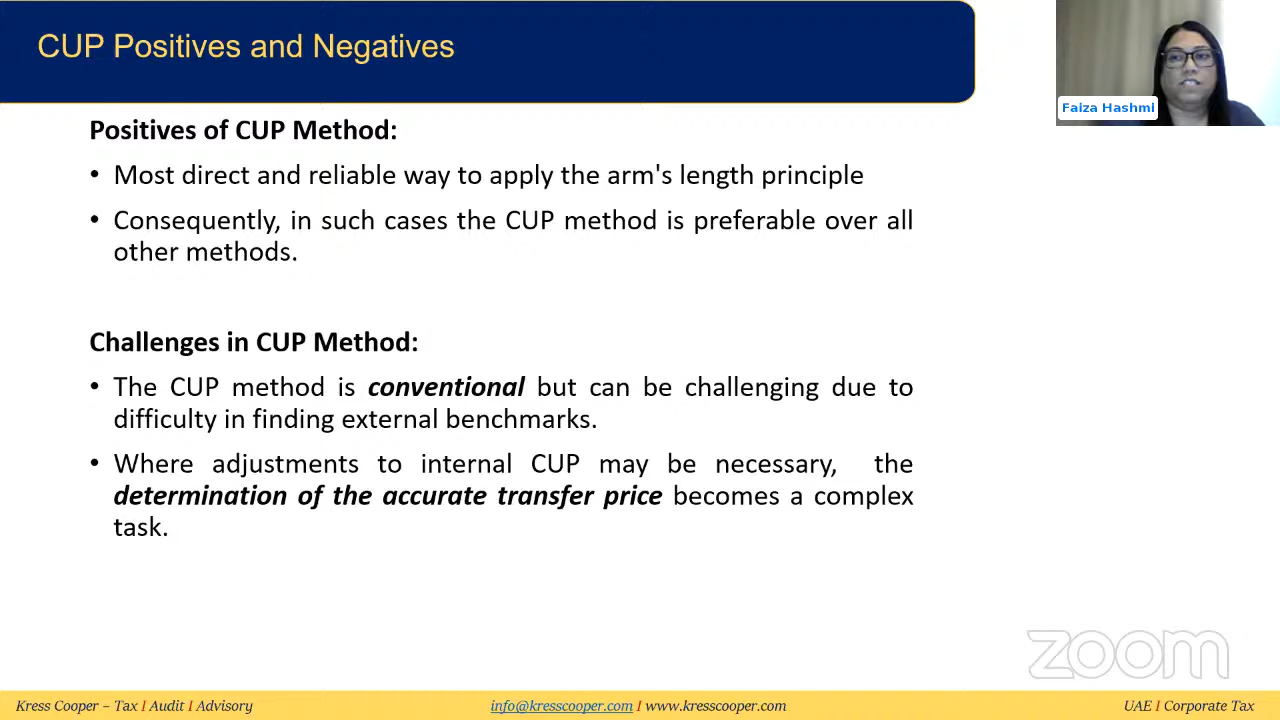 CUP Positives and Negatives
Faiza Hashmi
Positives of CUP Method:
• Most direct and reliable way to apply the arm's length principle
• Consequently, in such cases the CUP method is preferable over all
other methods.
Challenges in CUP Method:
• The CUP method is conventional but can be challenging due to
difficulty in finding external benchmarks.
• Where adjustments to internal CUP may be necessary, the
determination of the accurate transfer price becomes a complex
task.
zoom
Kress Cooper – Tax I Audit I Advisory
info@kresscooper.com I www.kresscooper.com
UAE I Corporate Tax